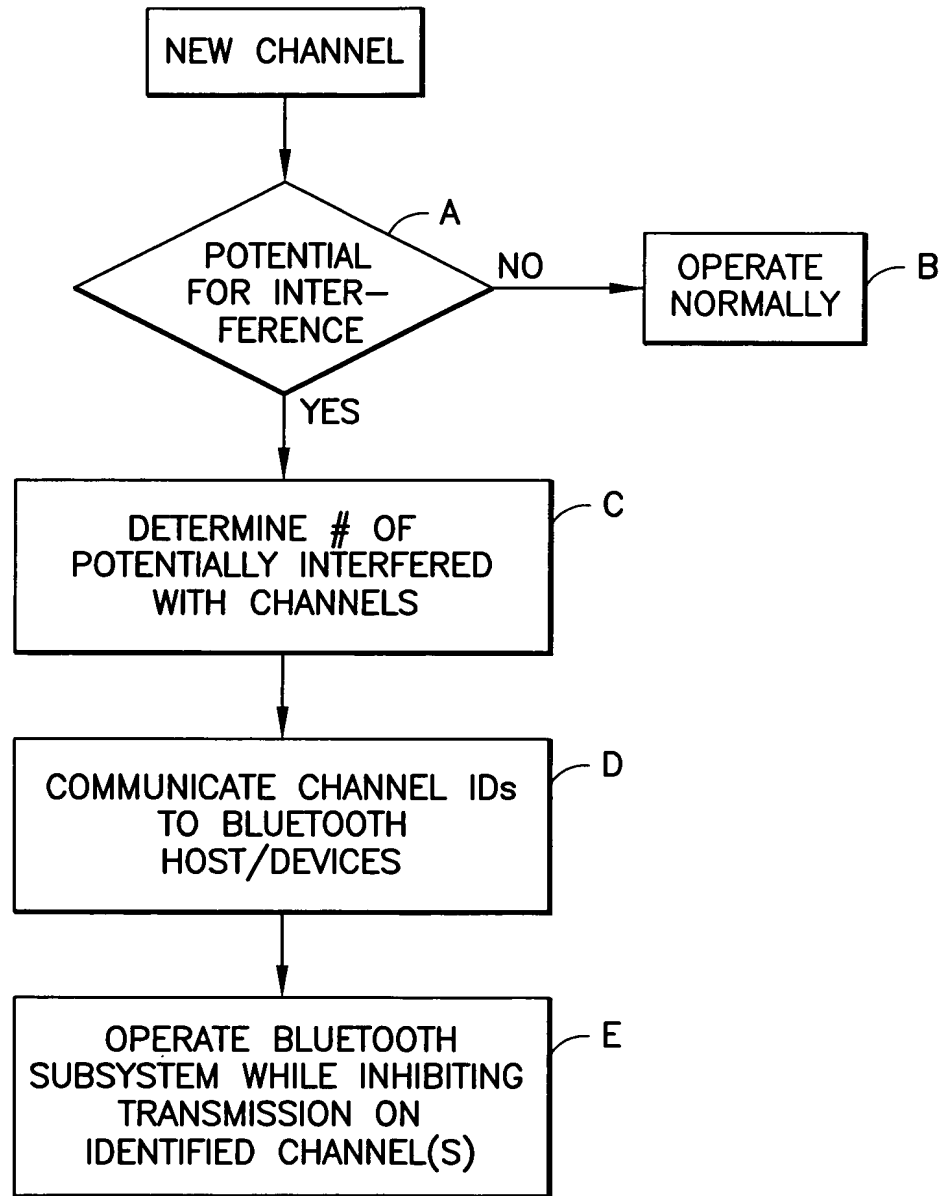 NEW CHANNEL
A
POTENTIAL
FOR INTER-
FERENCE
NO
OPERATE
NORMALLY
B
YES
C
DETERMINE # OF
POTENTIALLY INTERFERED
WITH CHANNELS
D
COMMUNICATE CHANNEL IDs
TO BLUETOOTH
HOST/DEVICES
E
OPERATE BLUETOOTH
SUBSYSTEM WHILE INHIBITING
TRANSMISSION ON
IDENTIFIED CHANNEL(S)